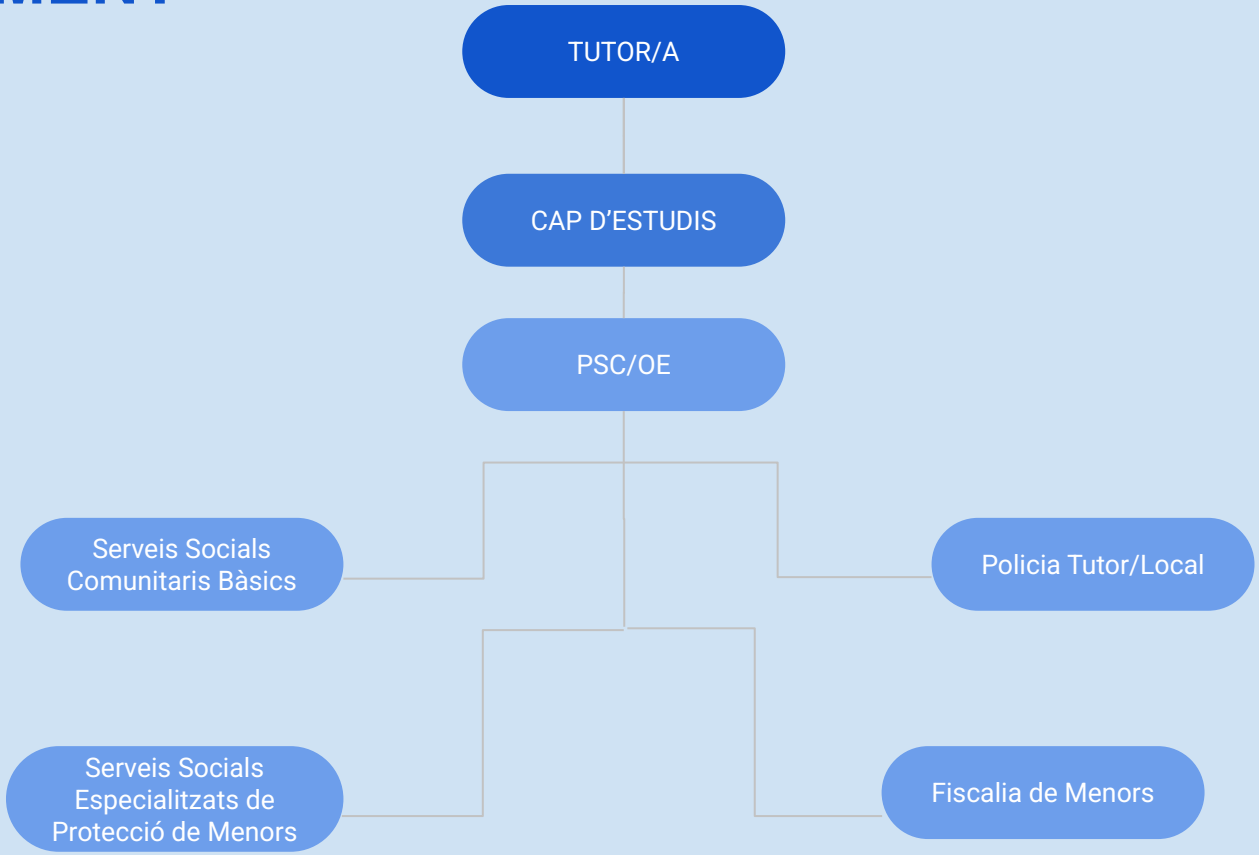 TUTOR/A
CAP D’ESTUDIS
PSC/OE
Serveis Socials
Comunitaris Bàsics
Policia Tutor/Local
Serveis Socials
Especialitzats de
Protecció de Menors
Fiscalia de Menors